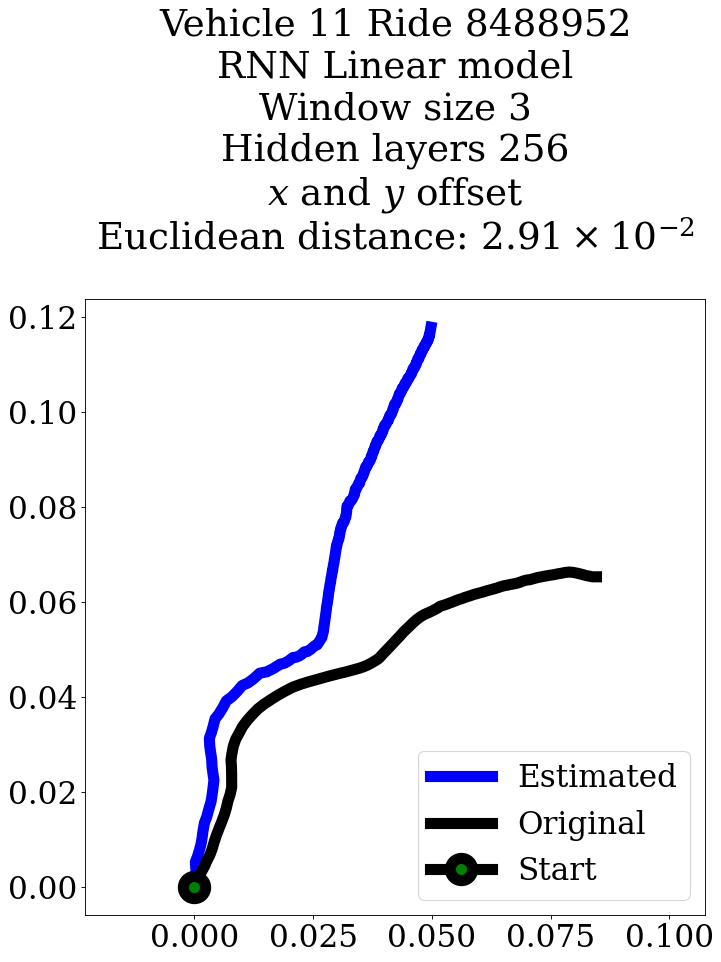 Vehicle 11 Ride 8488952
RNN Linear model
Window size 3
Hidden layers 256
x and y offset
Euclidean distance: 2.91 × 10⁻²
0.12
0.10
0.08
0.06
0.04
0.02
0.00
Estimated
Original
Start
0.000 0.025 0.050 0.075 0.100